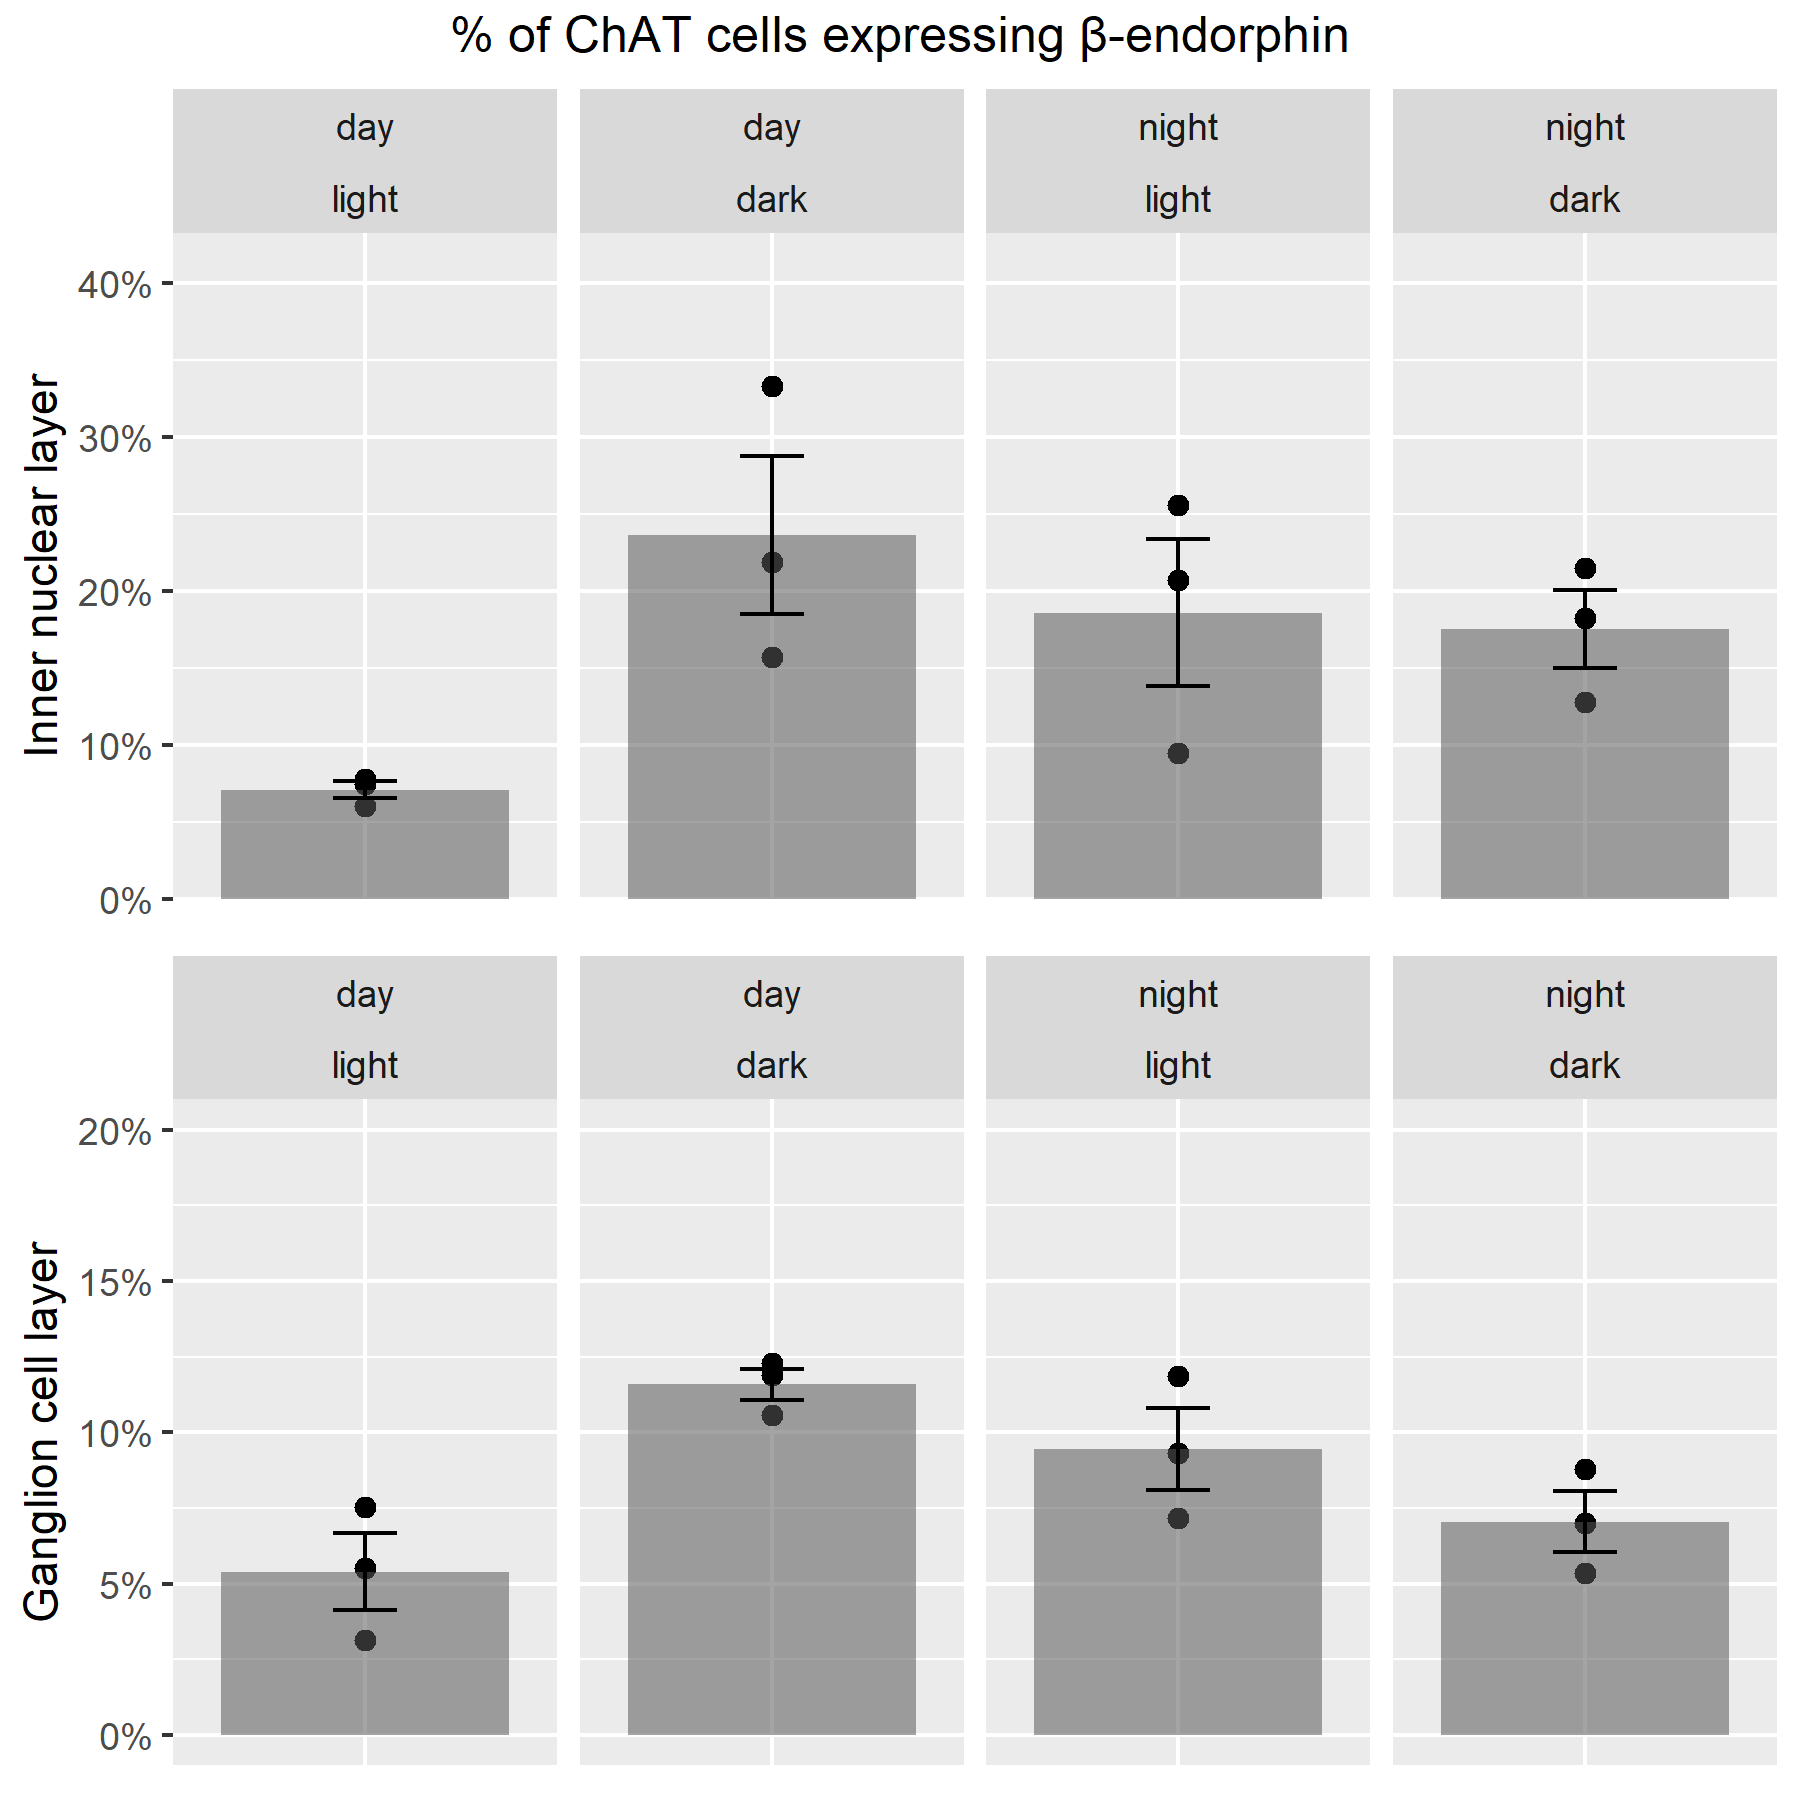 % of ChAT cells expressing β-endorphin
day day night night
light dark light dark
Inner nuclear layer
40%
30%
20%
10%
0%
day day night night
light dark light dark
Ganglion cell layer
20%
15%
10%
5%
0%